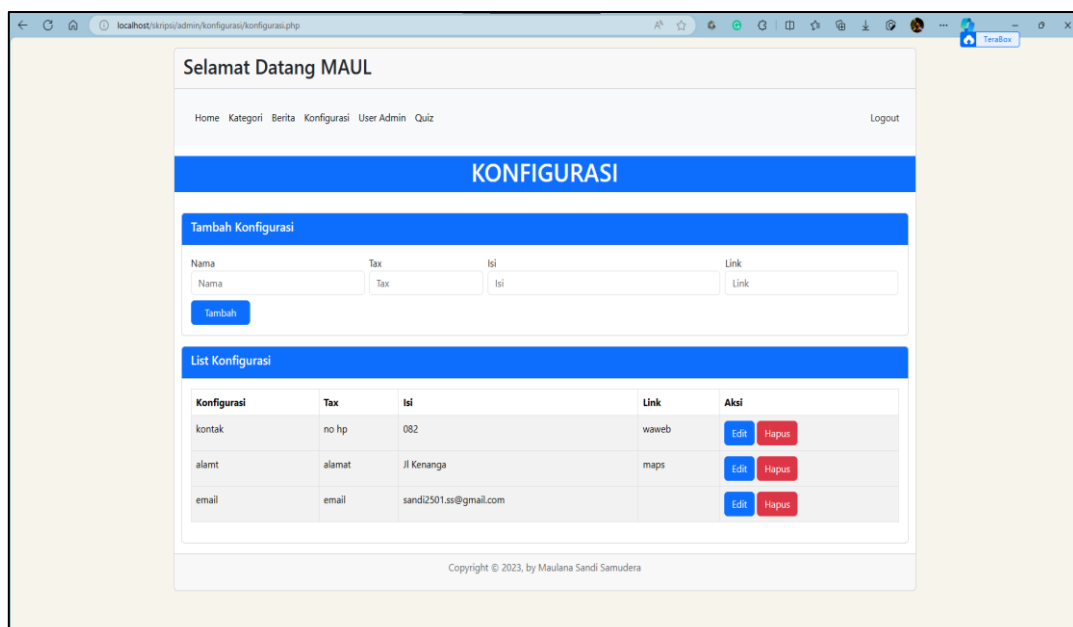 localhost/skripsi/admin/konfigurasi/konfigurasi.php
TeraBox
Selamat Datang MAUL
Home Kategori Berita Konfigurasi User Admin Quiz Logout
KONFIGURASI
Tambah Konfigurasi
Nama Tax Isi Link
Nama Tax Isi Link
Tambah
List Konfigurasi
Konfigurasi Tax Isi Link Aksi
kontak no hp 082 waweb Edit Hapus
alamt alamat Jl Kenanga maps Edit Hapus
email email sandi2501.ss@gmail.com Edit Hapus
Copyright © 2023, by Maulana Sandi Samudera